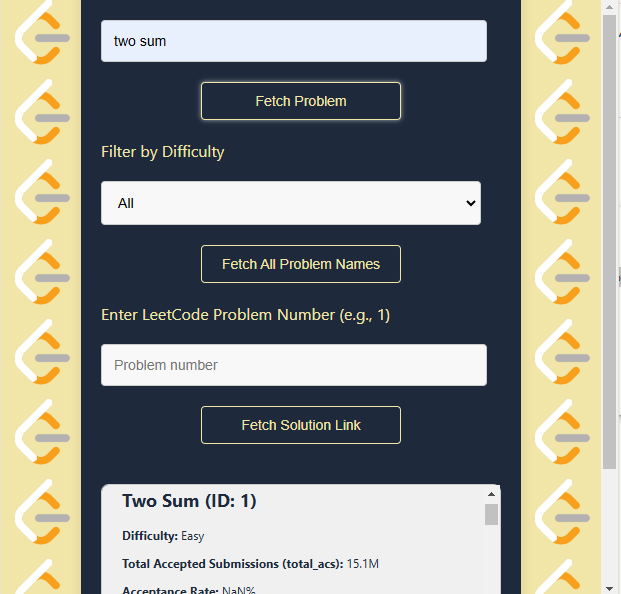 two sum
Fetch Problem
Filter by Difficulty
All
Fetch All Problem Names
Enter LeetCode Problem Number (e.g., 1)
Problem number
Fetch Solution Link
Two Sum (ID: 1)
Difficulty: Easy
Total Accepted Submissions (total_acs): 15.1M
Acceptance Rate: NaN%